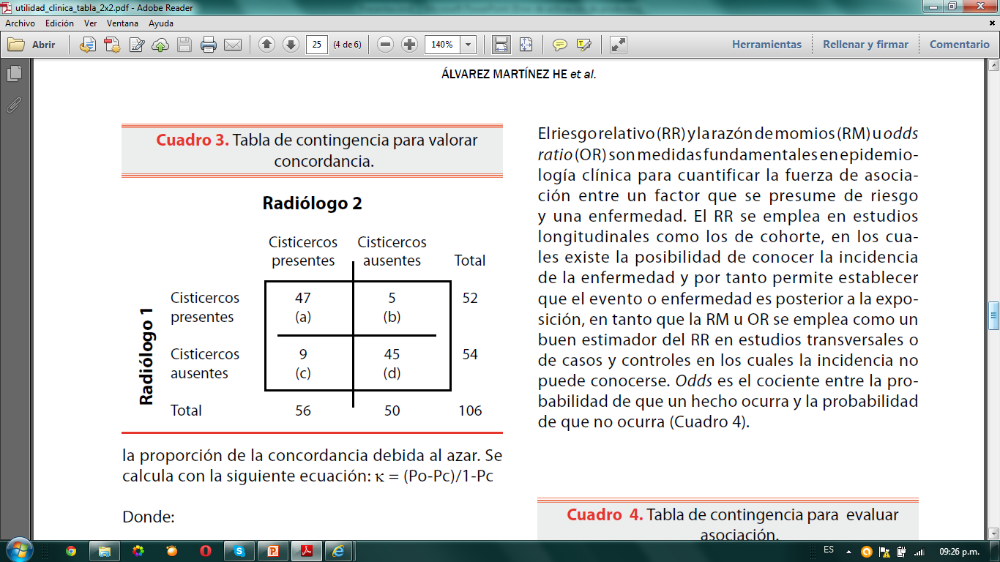 utilidad_clinica_tabla_2x2.pdf - Adobe Reader
Archivo Edición Ver Ventana Ayuda
Abrir 25 (4 de 6) 140% Herramientas Rellenar y firmar Comentario
ÁLVAREZ MARTÍNEZ HE et al.
Cuadro 3. Tabla de contingencia para valorar
concordancia.
Radiólogo 2
Cisticercos Cisticercos
presentes ausentes Total
Radiólogo 1
Cisticercos 47 5 52
presentes (a) (b)
Cisticercos 9 45 54
ausentes (c) (d)
Total 56 50 106
la proporción de la concordancia debida al azar. Se
calcula con la siguiente ecuación: κ = (Po-Pc)/1-Pc
Donde:
El riesgo relativo (RR) y la razón de momios (RM) u odds
ratio (OR) son medidas fundamentales en epidemio-
logía clínica para cuantificar la fuerza de asocia-
ción entre un factor que se presume de riesgo
y una enfermedad. El RR se emplea en estudios
longitudinales como los de cohorte, en los cua-
les existe la posibilidad de conocer la incidencia
de la enfermedad y por tanto permite establecer
que el evento o enfermedad es posterior a la expo-
sición, en tanto que la RM u OR se emplea como un
buen estimador del RR en estudios transversales o
de casos y controles en los cuales la incidencia no
puede conocerse. Odds es el cociente entre la pro-
babilidad de que un hecho ocurra y la probabilidad
de que no ocurra (Cuadro 4).
Cuadro 4. Tabla de contingencia para evaluar
asociación.
ES 09:26 p.m.